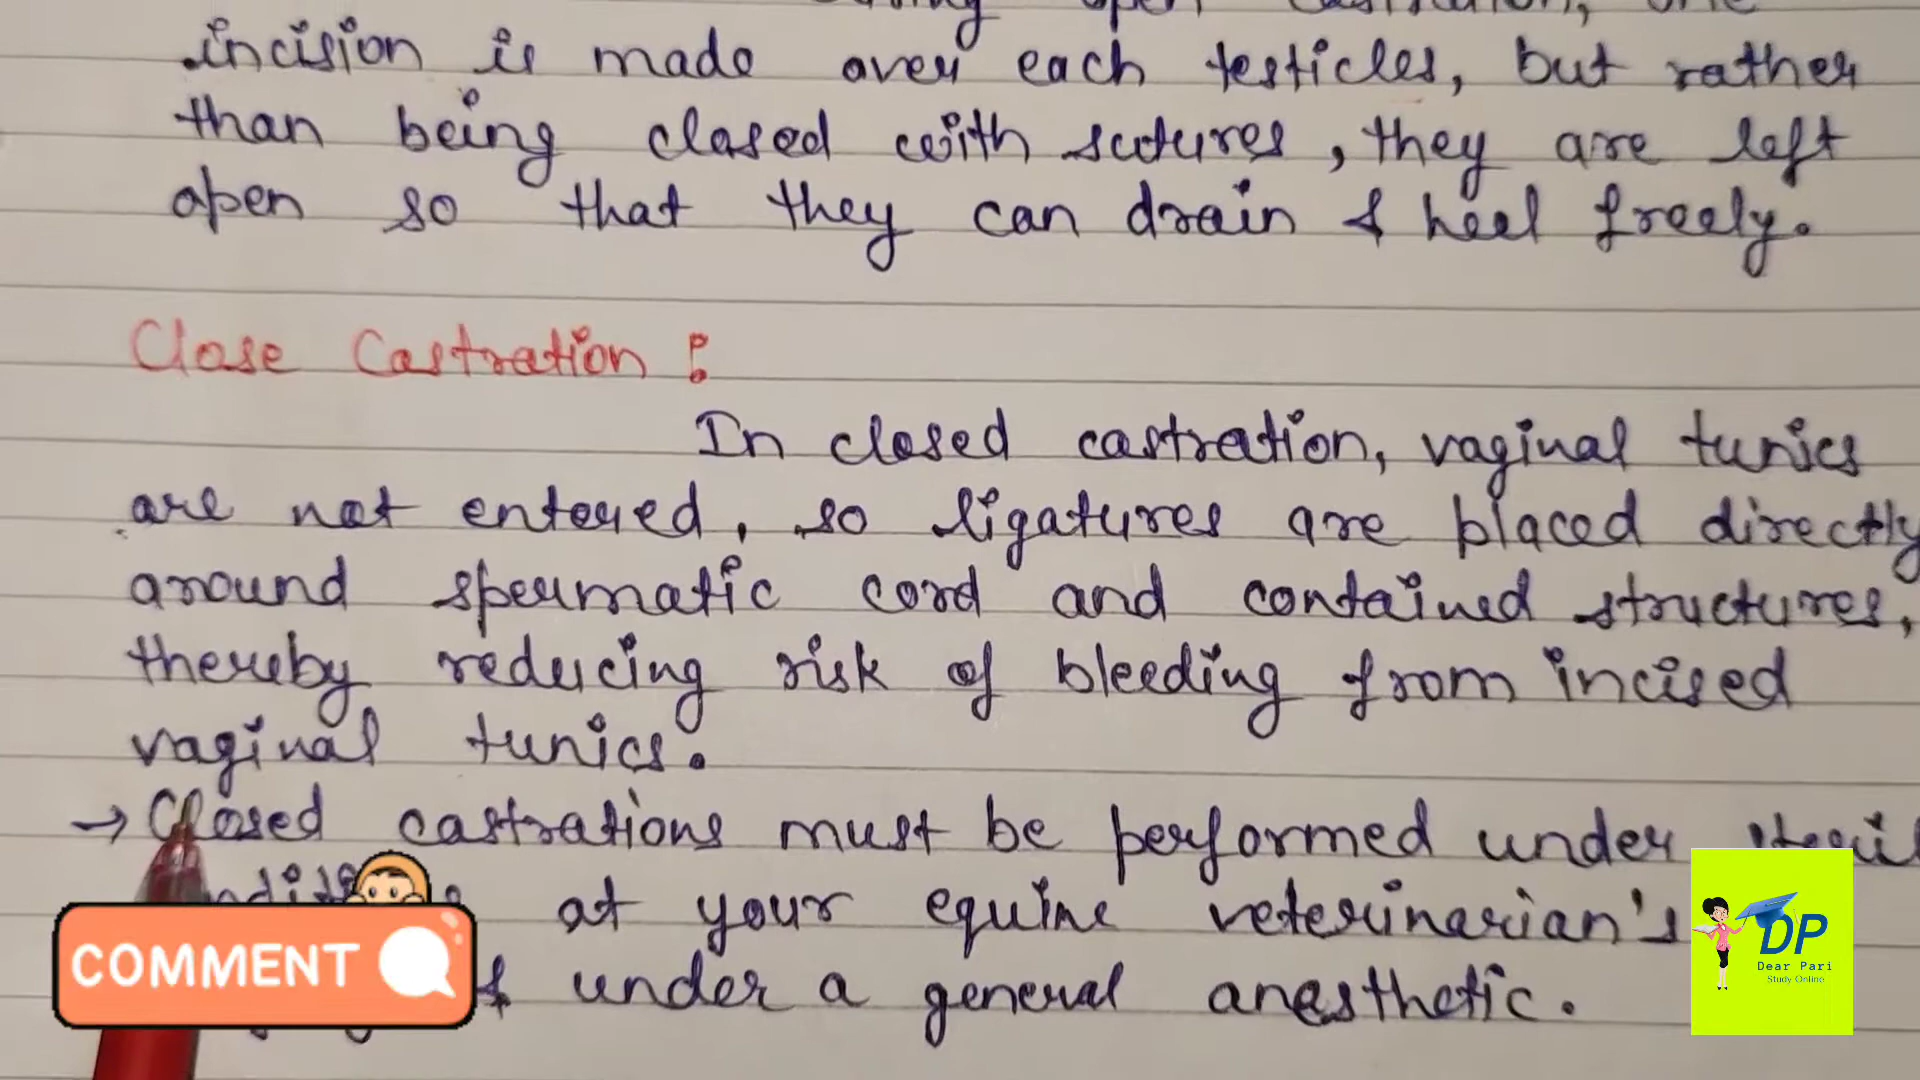 incision is made over each testicles, but rather
than being closed with sutures, they are left
open so that they can drain & heel freely.
Close Castration :
In closed castration, vaginal tunics
are not entered, so ligatures are placed directly
around spermatic cord and contained structures,
thereby reducing risk of bleeding from incised
vaginal tunics.
→ Closed castrations must be performed under
at your equine veterinarian's
& under a general anesthetic.
COMMENT
DP
Dear Pari
Study Online